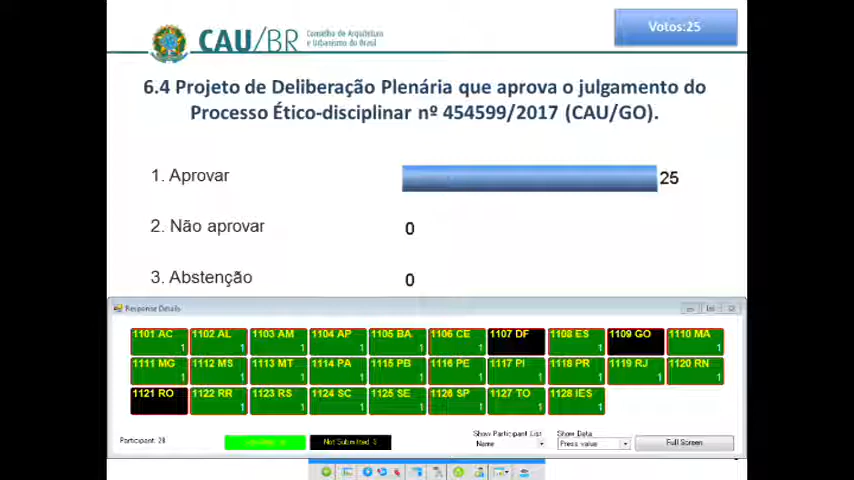 CAU/BR Conselho de Arquitetura
e Urbanismo do Brasil
Votos:25
6.4 Projeto de Deliberação Plenária que aprova o julgamento do
Processo Ético-disciplinar nº 454599/2017 (CAU/GO).
1. Aprovar 25
2. Não aprovar 0
3. Abstenção 0
Response Details
1101 AC 1102 AL 1103 AM 1104 AP 1105 BA 1106 CE 1107 DF 1108 ES 1109 GO 1110 MA
1 1 1 1 1 1 1 1
1111 MG 1112 MS 1113 MT 1114 PA 1115 PB 1116 PE 1117 PI 1118 PR 1119 RJ 1120 RN
1 1 1 1 1 1 1 1 1 1
1121 RO 1122 RR 1123 RS 1124 SC 1125 SE 1126 SP 1127 TO 1128 IES
1 1 1 1 1 1 1
Participant: 28
Not Submitted 3
Show Participant List
Name
Show Data
Press value
Full Screen